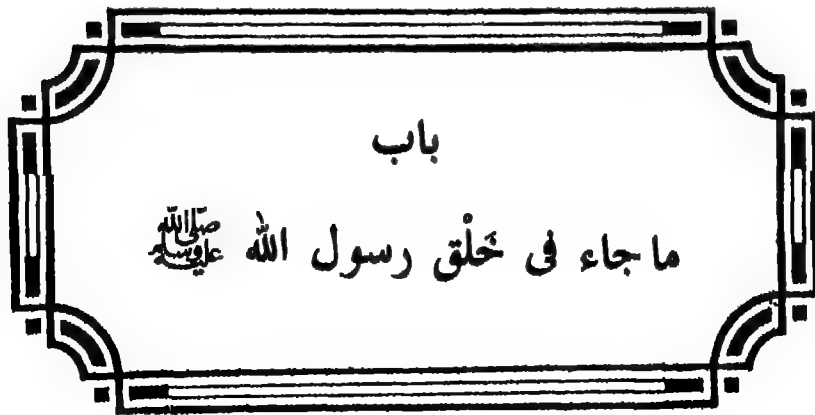 باب
ما جاء فى خَلْق رسول الله ﷺ